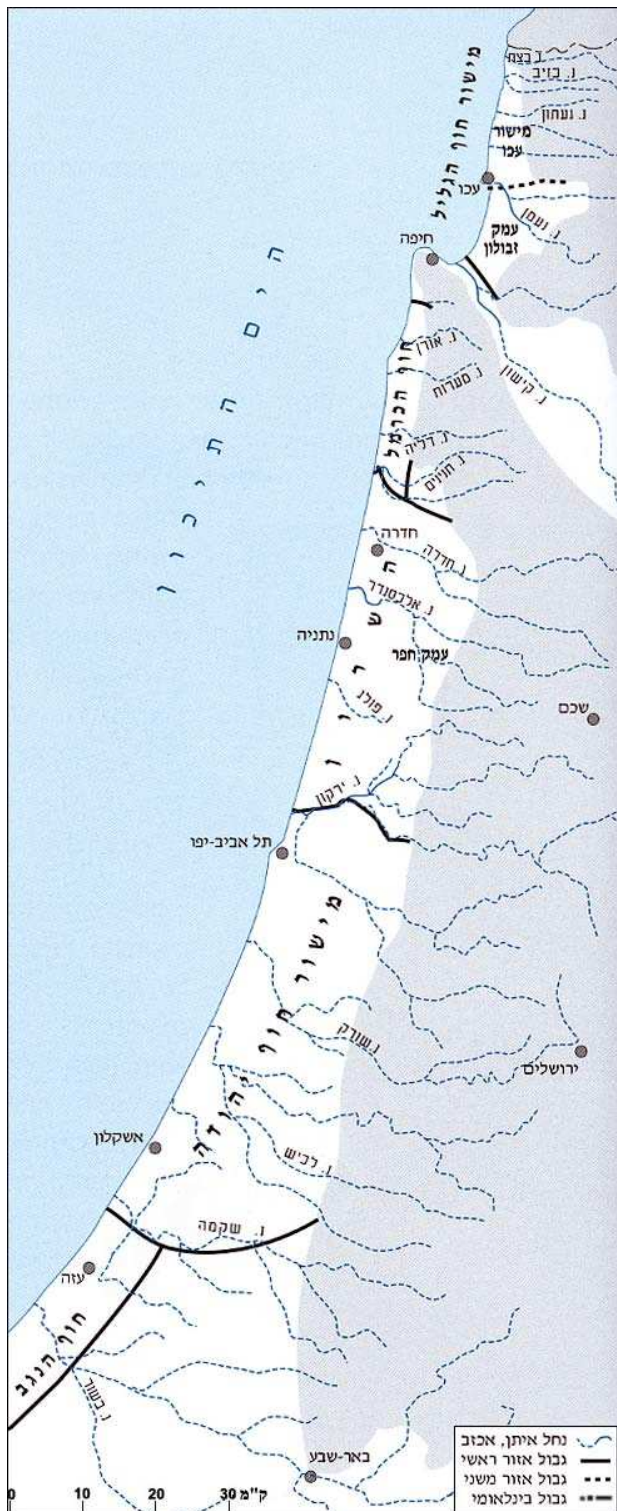 מישור חוף הגליל
נ. בצת
נ. כזיב
נ. געתון
מישור
עכו
עכו
נ. נעמן
עמק
זבולון
חיפה
נ. קישון
הים התיכון
חוף הכרמל
נ. אורן
נ. מערות
נ. דליה
נ. תנינים
חדרה
נ. חדרה
נ. אלכסנדר
השרון
נתניה
עמק חפר
נ. פולג
שכם
נ. ירקון
תל אביב-יפו
מישור חוף יהודה
נ. שורק
ירושלים
אשקלון
נ. לכיש
נ. שקמה
עזה
חוף הנגב
נ. בשור
באר-שבע
0 10 20 30 ק"מ
נחל איתן, אכזב
גבול אזור ראשי
גבול אזור משני
גבול בינלאומי